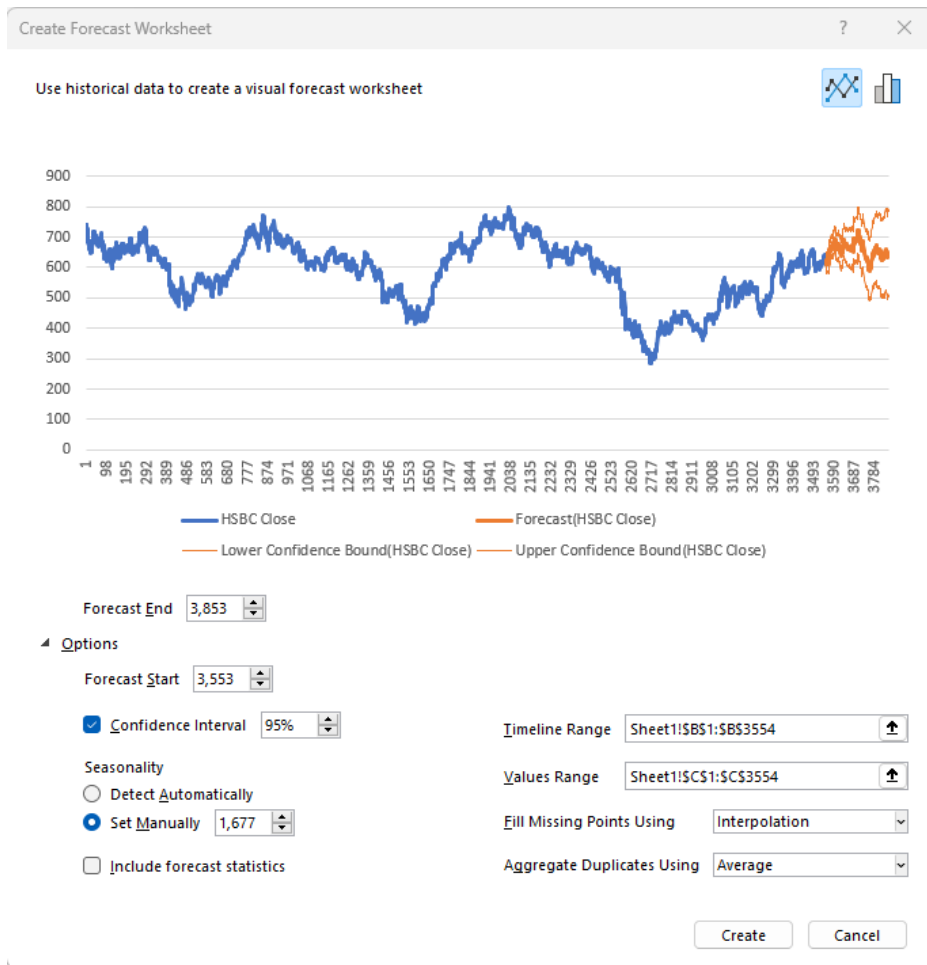 Create Forecast Worksheet
?
Use historical data to create a visual forecast worksheet
900
800
700
600
500
400
300
200
100
0
1 98 195 292 389 486 583 680 777 874 971 1068 1165 1262 1359 1456 1553 1650 1747 1844 1941 2038 2135 2232 2329 2426 2523 2620 2717 2814 2911 3008 3105 3202 3299 3396 3493 3590 3687 3784
HSBC Close Forecast(HSBC Close)
Lower Confidence Bound(HSBC Close) Upper Confidence Bound(HSBC Close)
Forecast End 3,853
Options
Forecast Start 3,553
Confidence Interval 95%
Timeline Range Sheet1!$B$1:$B$3554
Seasonality
Values Range Sheet1!$C$1:$C$3554
Detect Automatically
Set Manually 1,677
Fill Missing Points Using Interpolation
Include forecast statistics
Aggregate Duplicates Using Average
Create Cancel